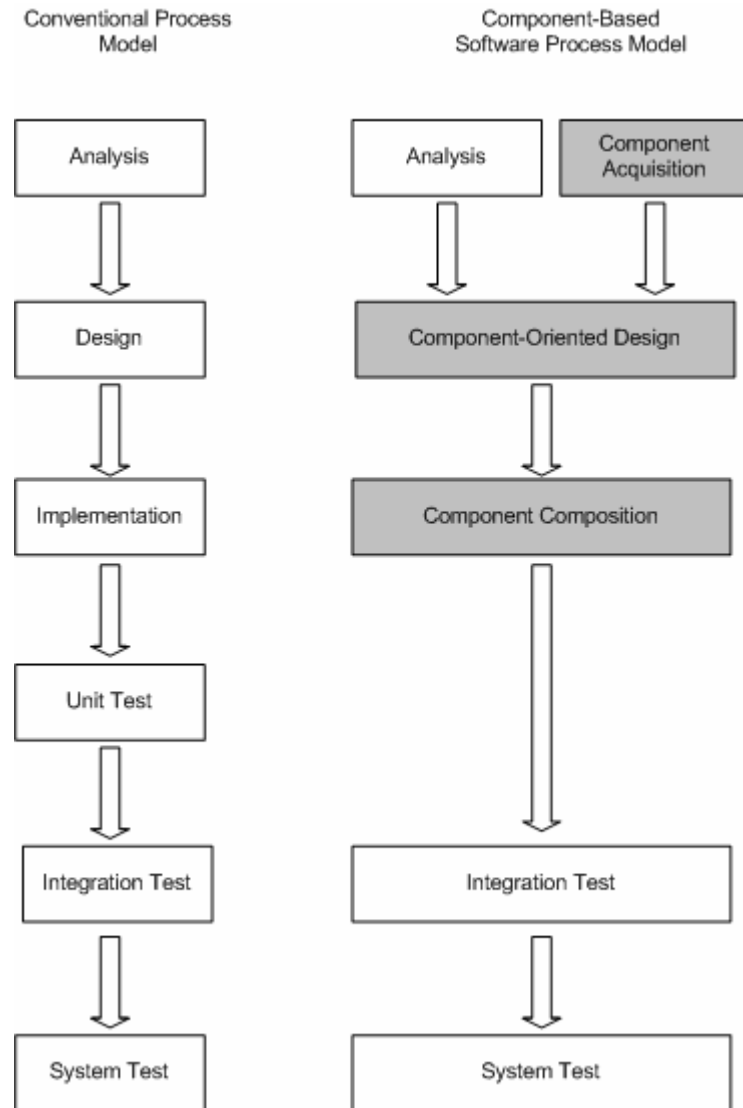 Conventional Process
Model
Component-Based
Software Process Model
Analysis
Analysis
Component
Acquisition
Design
Component-Oriented Design
Implementation
Component Composition
Unit Test
Integration Test
Integration Test
System Test
System Test